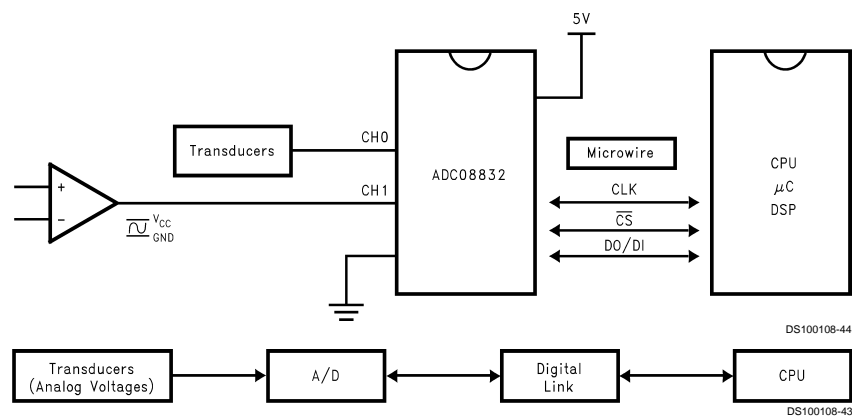 5V
CH0
Transducers
Microwire
ADC08832
CPU
μC
DSP
CLK
CH1
+
−
V_CC
GND
C̅S̅
DO/DI
DS100108-44
Transducers
(Analog Voltages)
A/D
Digital
Link
CPU
DS100108-43